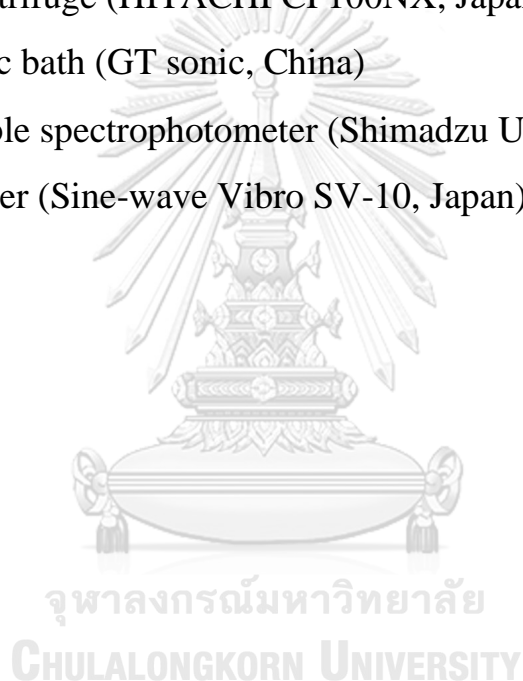 trifuge (HITACHI CP100NX, Japa
c bath (GT sonic, China)
ble spectrophotometer (Shimadzu U
er (Sine-wave Vibro SV-10, Japan)
จุฬาลงกรณ์มหาวิทยาลัย
CHULALONGKORN UNIVERSITY